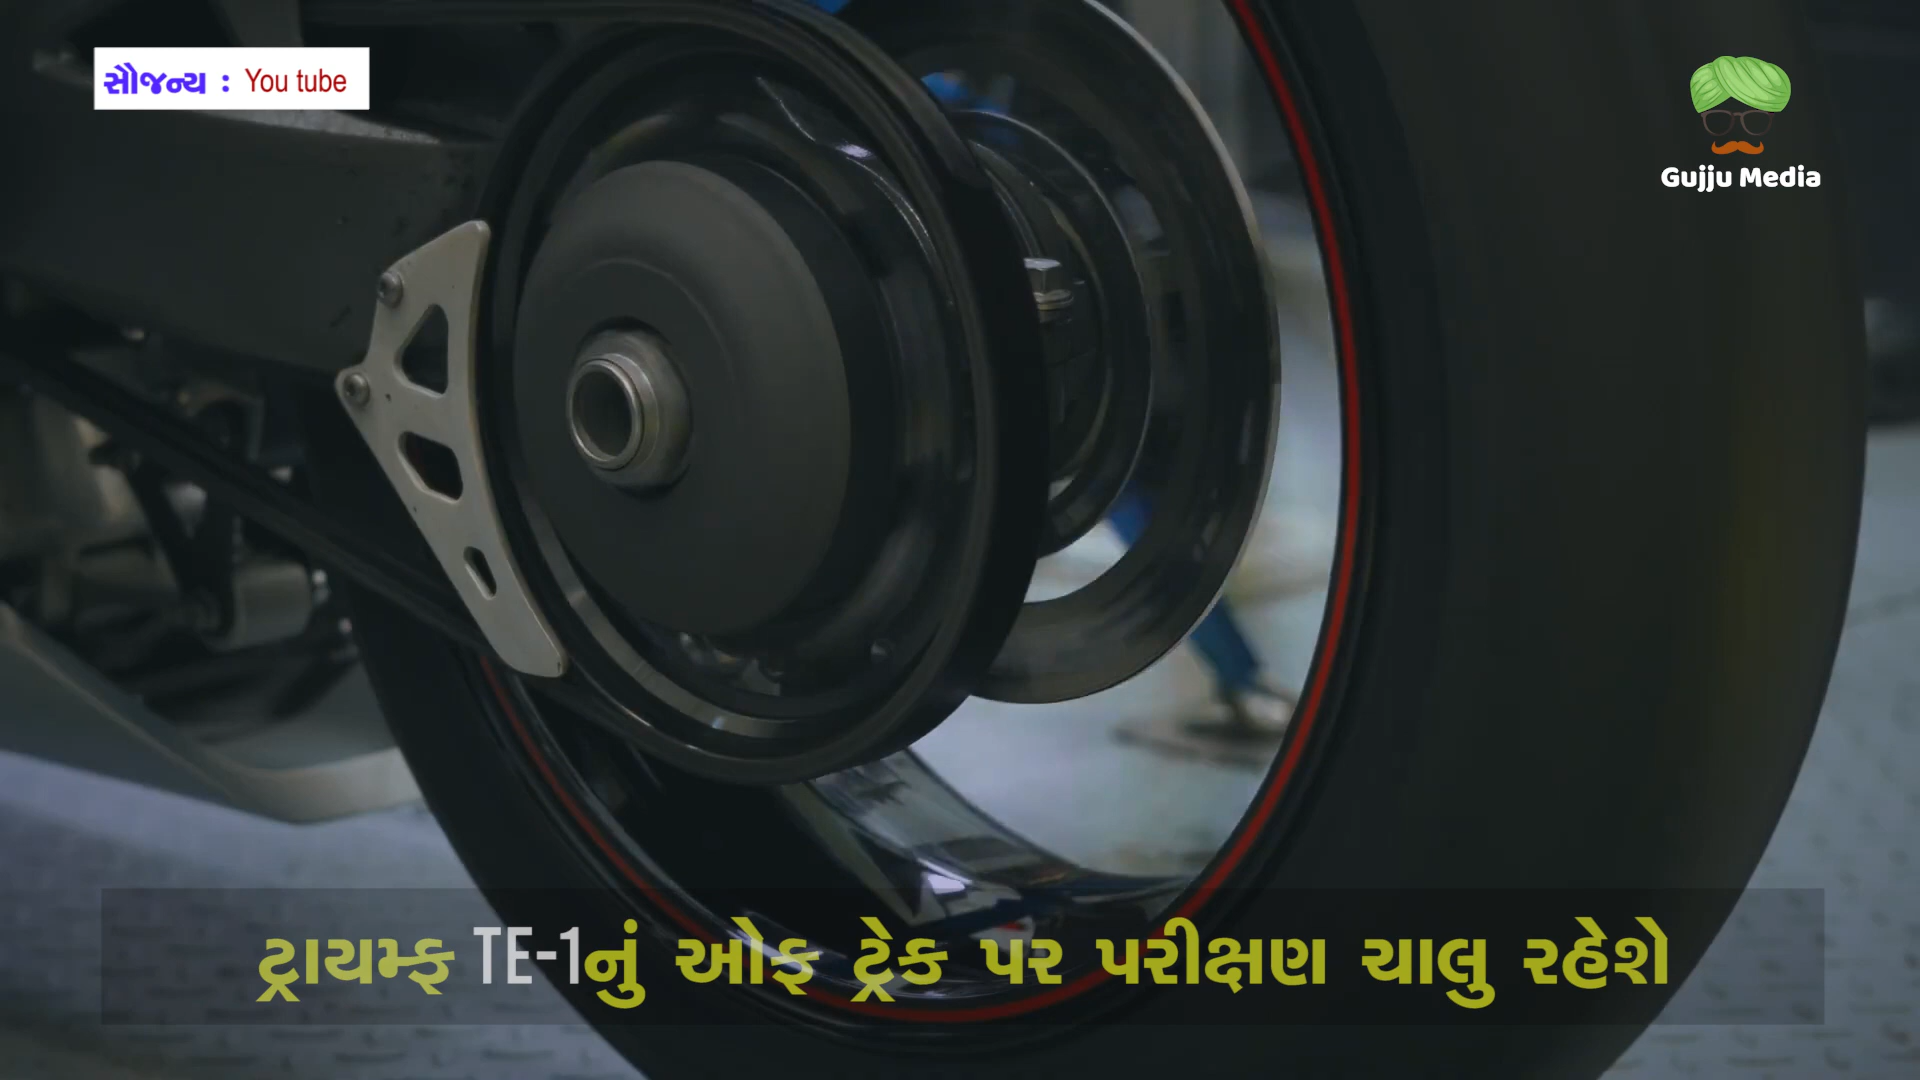 સૌજન્ય : You tube
Gujju Media
ટ્રાયમ્ફ TE-1નું ઓફ ટ્રેક પર પરીક્ષણ ચાલુ રહેશે